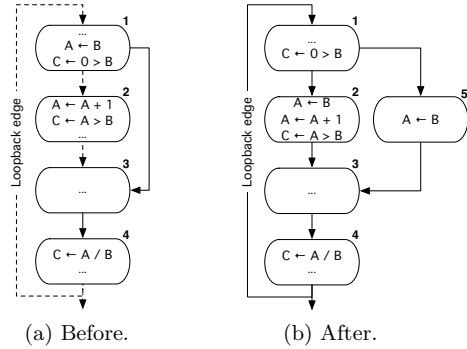 Loopback edge
1
...
A ← B
C ← 0 > B
2
A ← A + 1
C ← A > B
...
3
...
4
C ← A / B
...
(a) Before.
Loopback edge
1
...
C ← 0 > B
2
A ← B
A ← A + 1
C ← A > B
5
A ← B
3
...
4
C ← A / B
...
(b) After.